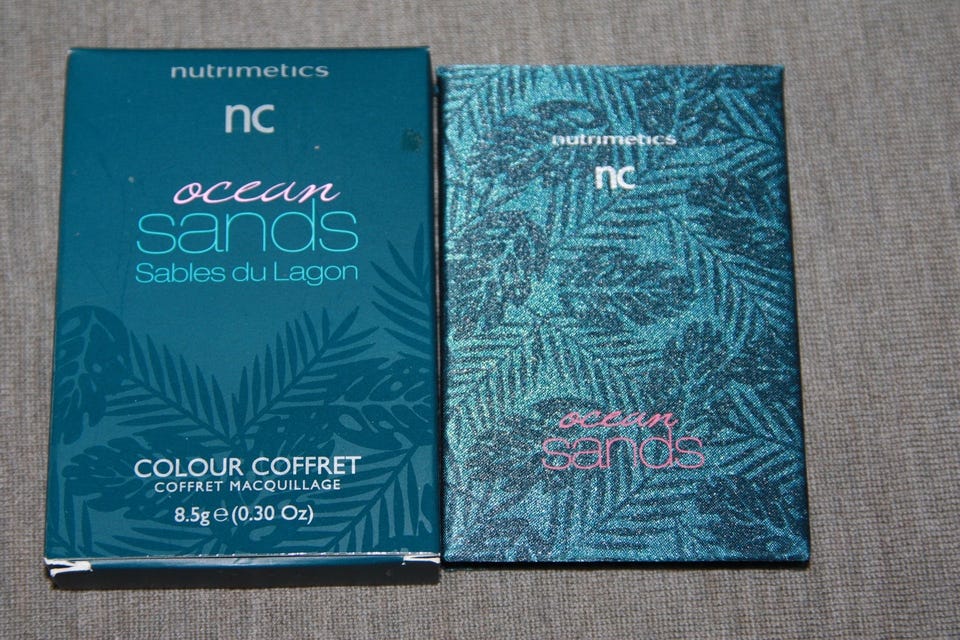 nutrimetics
nc
ocean
sands
Sables du Lagon
COLOUR COFFRET
COFFRET MACQUILLAGE
8.5g e (0.30 Oz)
nutrimetics
nc
ocean
sands